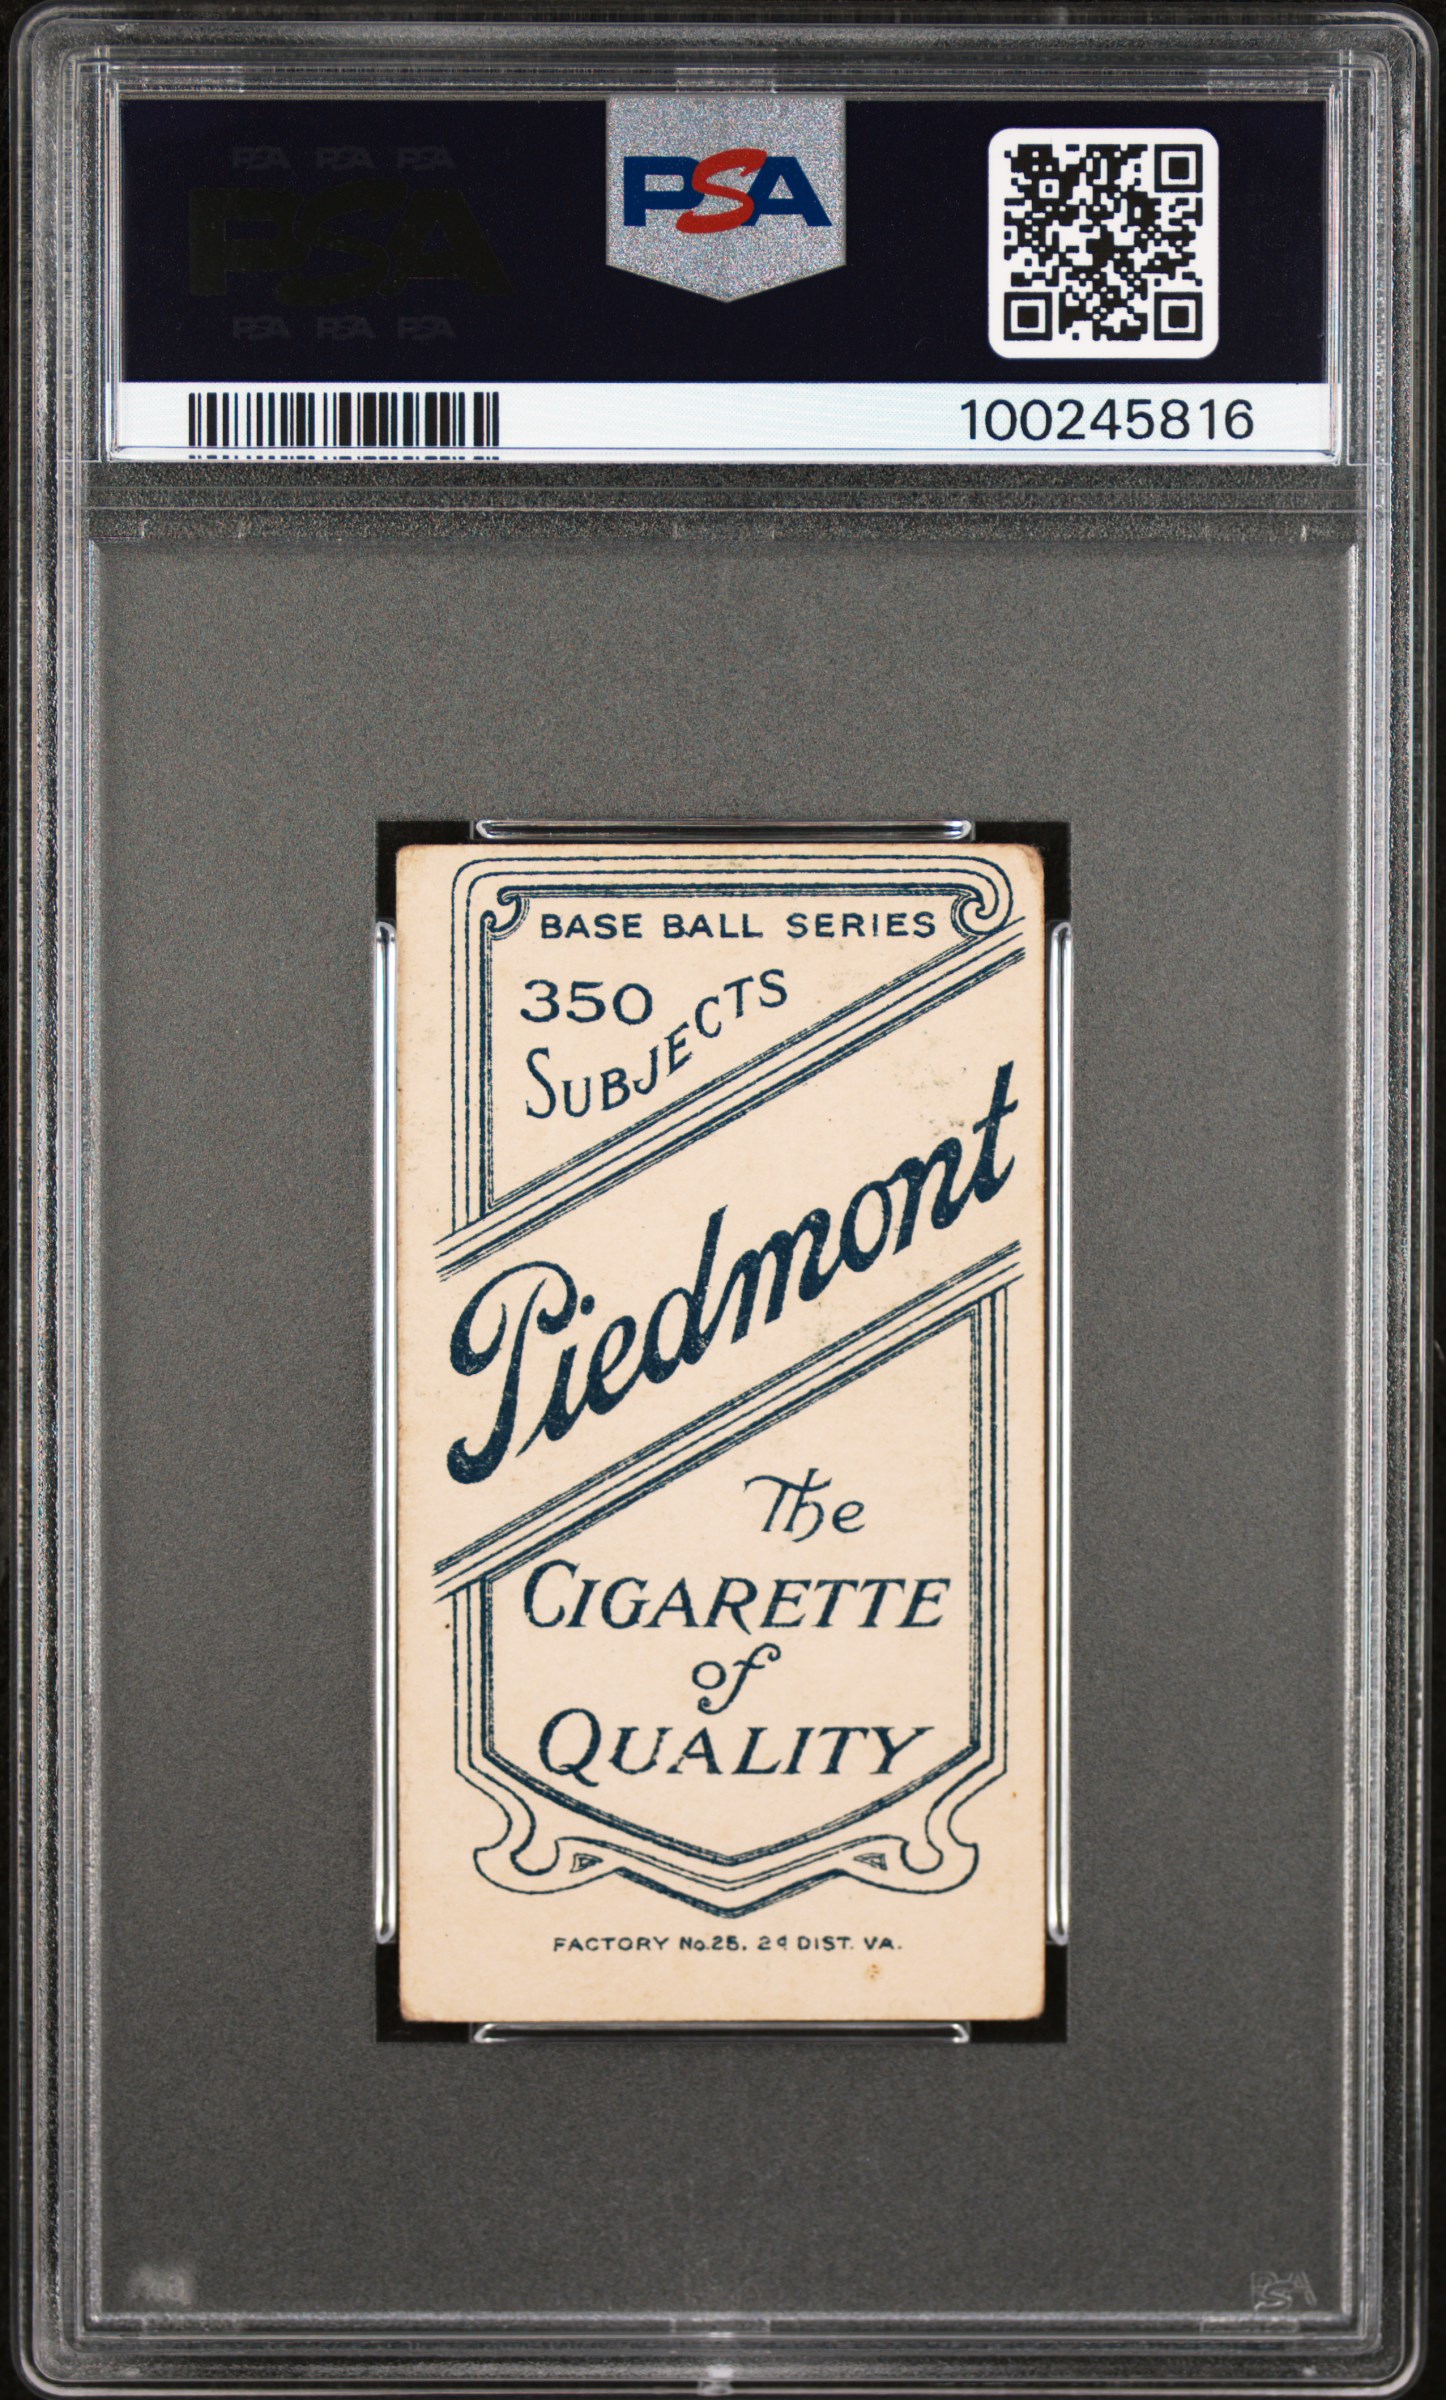 PSA PSA PSA
PSA
PSA PSA PSA
PSA
100245816
BASE BALL SERIES
350
SUBJECTS
Piedmont
The
CIGARETTE
of
QUALITY
FACTORY No. 25. 2d DIST. VA.
PSA